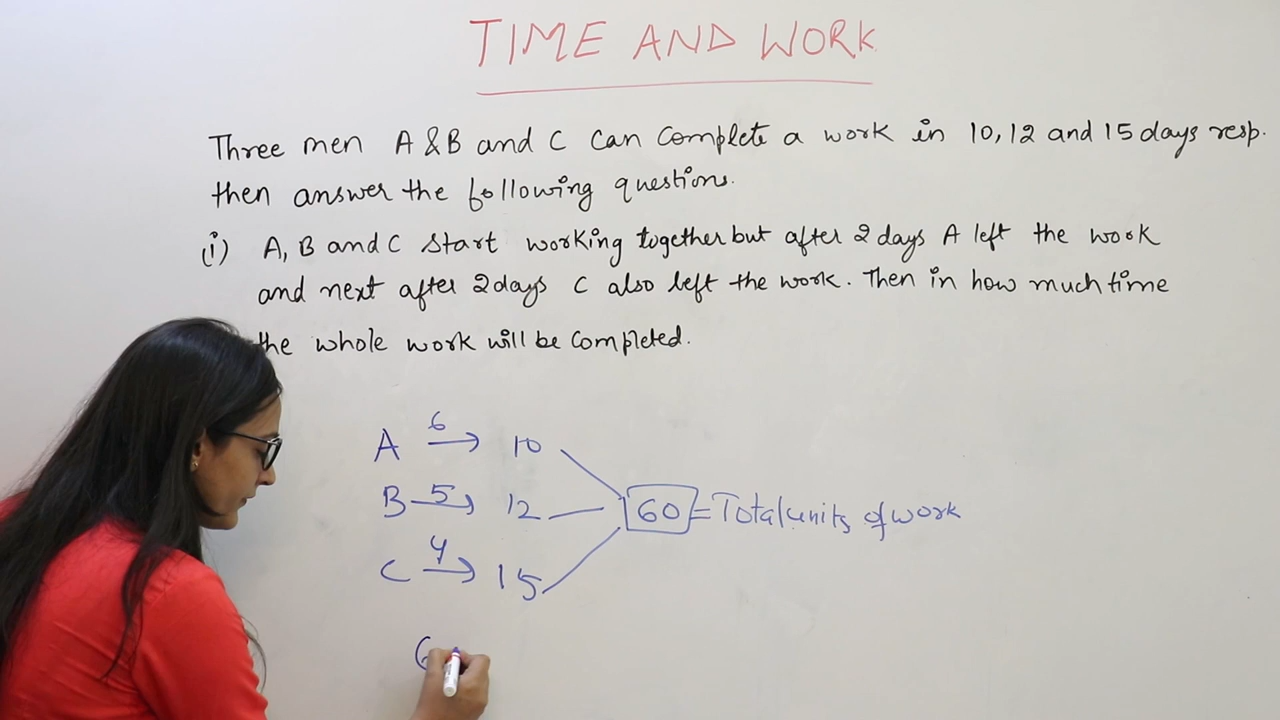 TIME AND WORK
Three men A & B and C can complete a work in 10, 12 and 15 days resp.
then answer the following questions.
(i) A, B and C start working together but after 2 days A left the work
and next after 2 days C also left the work. Then in how much time
the whole work will be completed.
A 6→ 10
B 5→ 12 60 = Total units of work
C 4→ 15
6